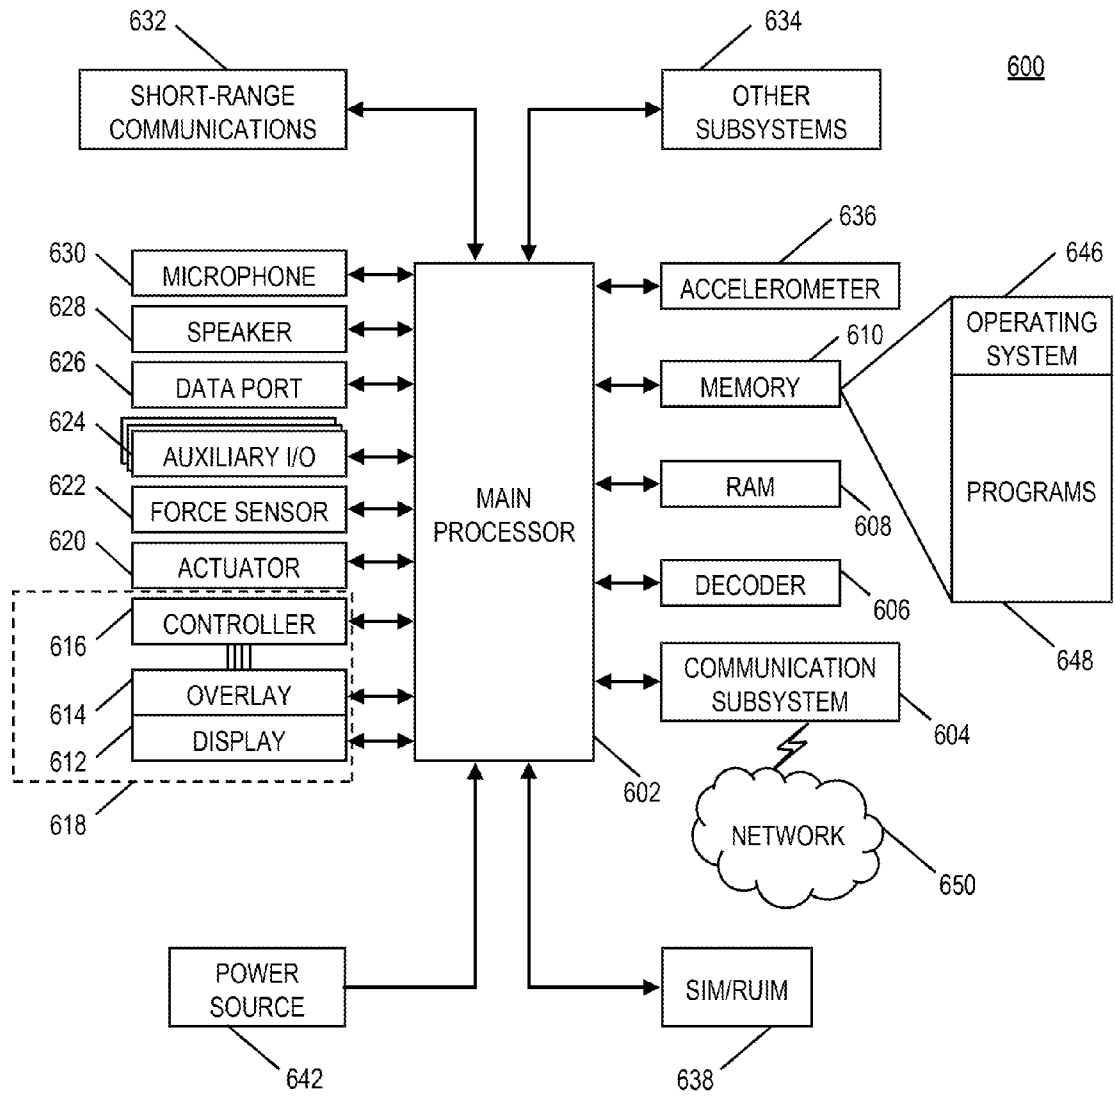 632
634
600
SHORT-RANGE
COMMUNICATIONS
OTHER
SUBSYSTEMS
636
630
MICROPHONE
ACCELEROMETER
646
628
SPEAKER
610
OPERATING
SYSTEM
626
DATA PORT
MEMORY
624
AUXILIARY I/O
622
FORCE SENSOR
MAIN
PROCESSOR
RAM
608
PROGRAMS
620
ACTUATOR
DECODER
606
616
CONTROLLER
648
614
OVERLAY
COMMUNICATION
SUBSYSTEM
604
612
DISPLAY
602
618
NETWORK
650
POWER
SOURCE
SIM/RUIM
642
638